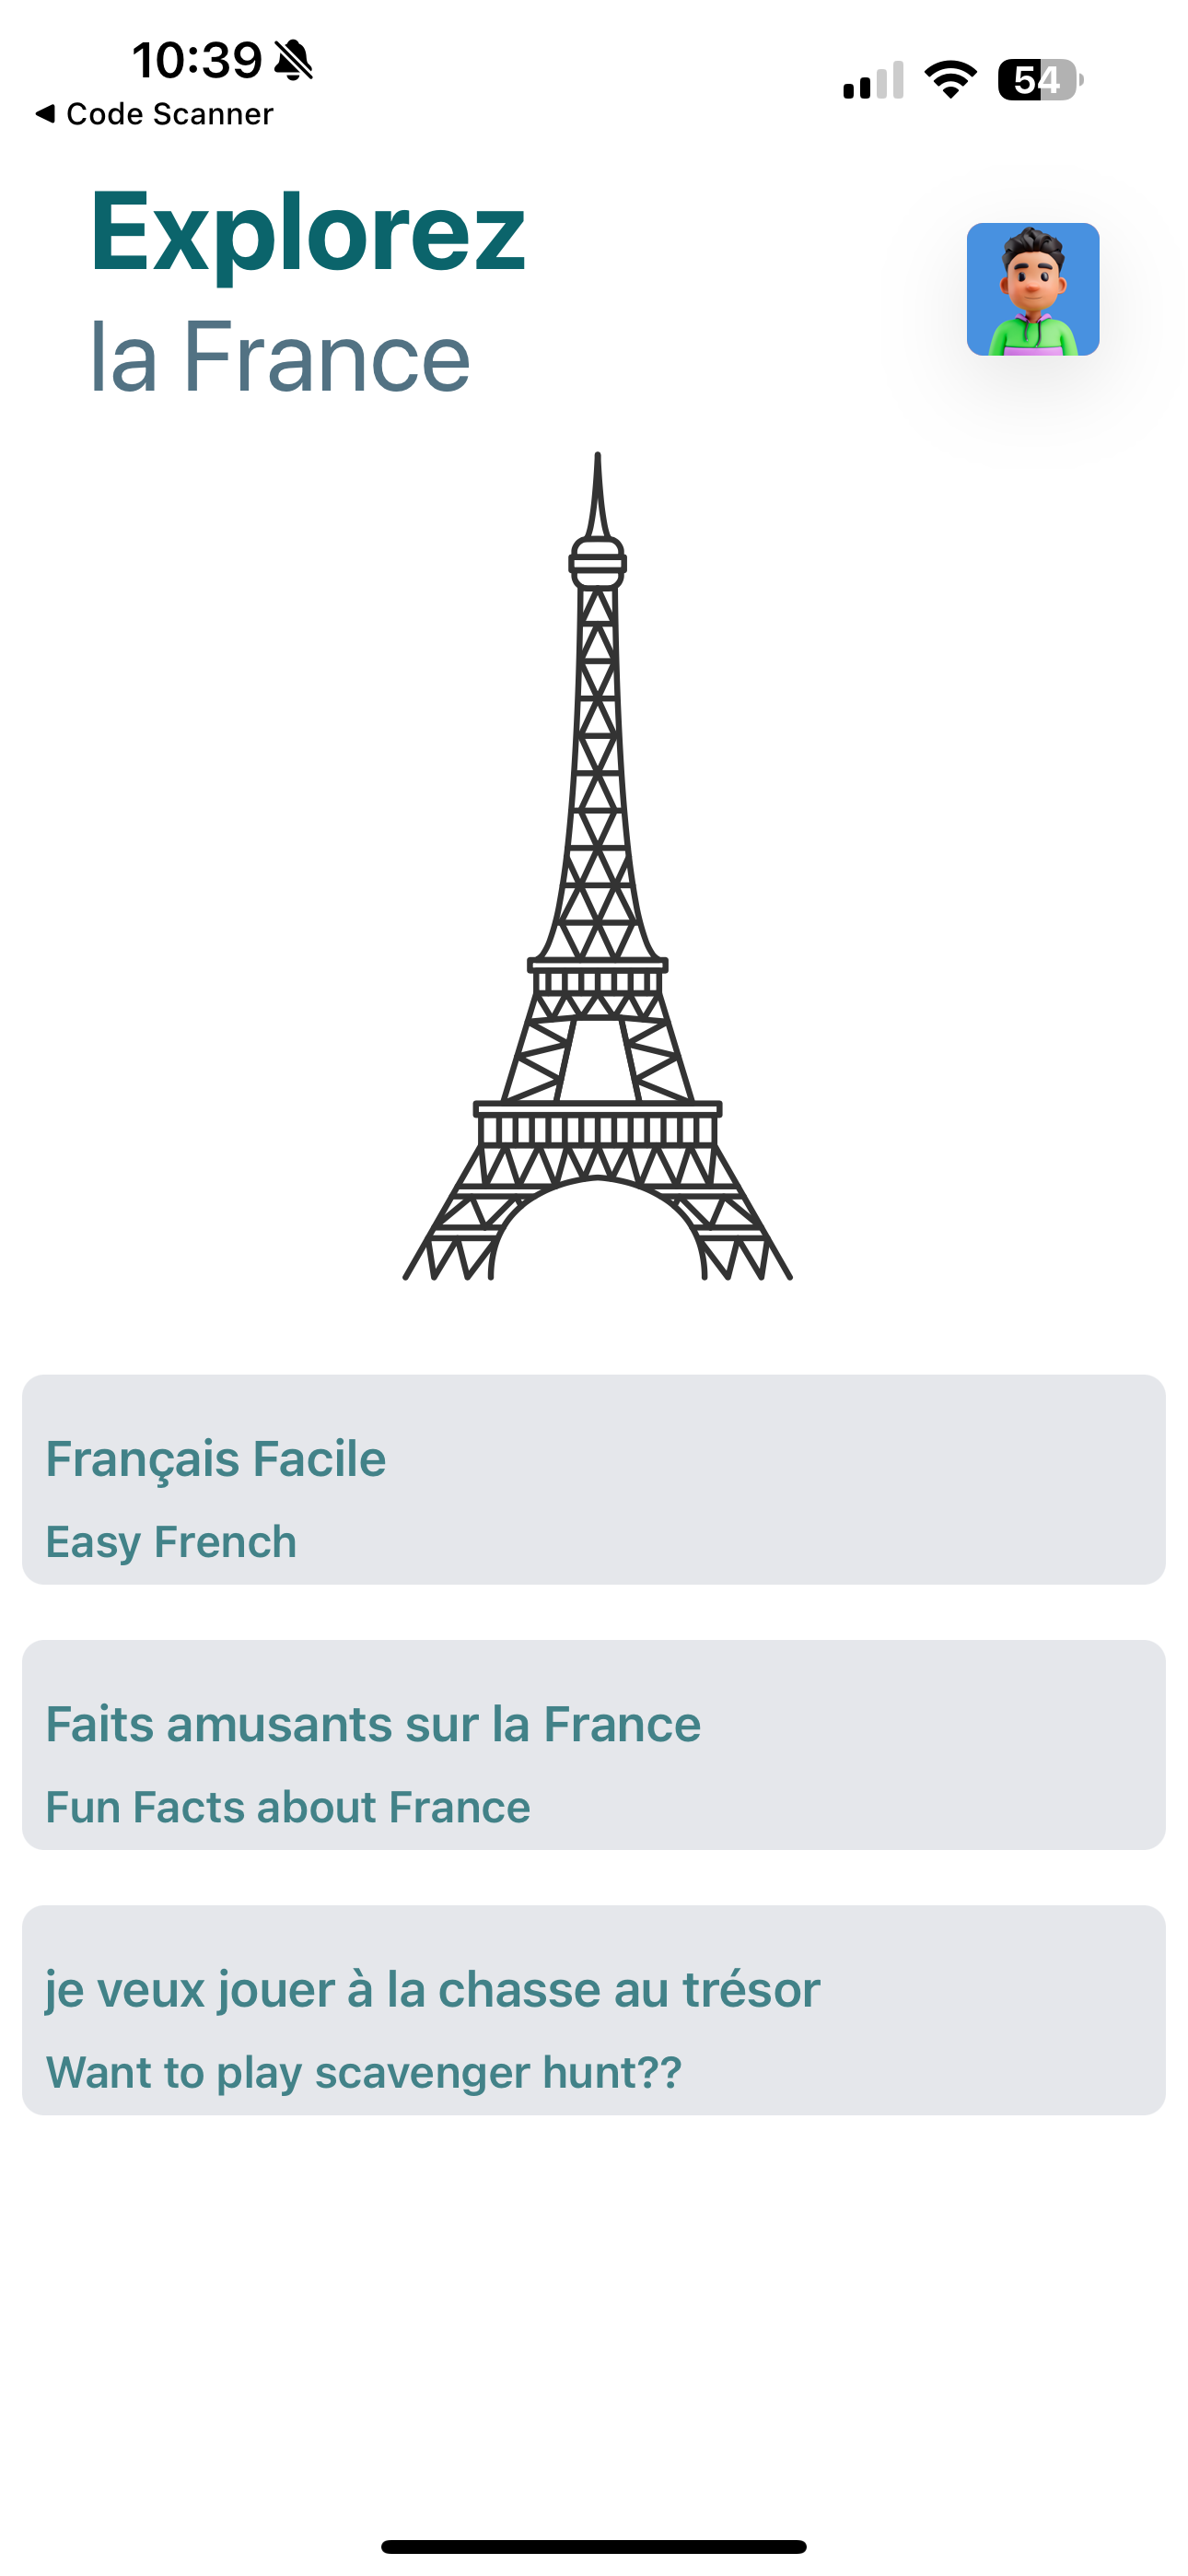 10:39
Code Scanner
54
Explorez
la France
Français Facile
Easy French
Faits amusants sur la France
Fun Facts about France
je veux jouer à la chasse au trésor
Want to play scavenger hunt??